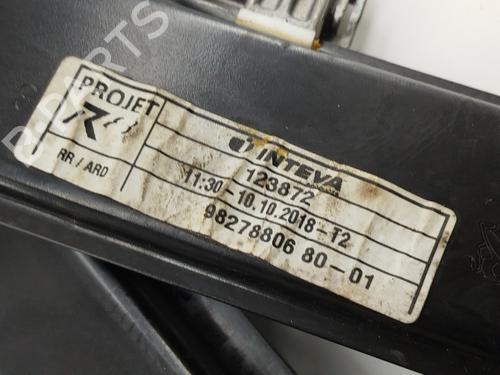 PROJET
R8
RR / ARD
INTEVA
123872
11:30-10.10.2018-T2
98278806 80-01